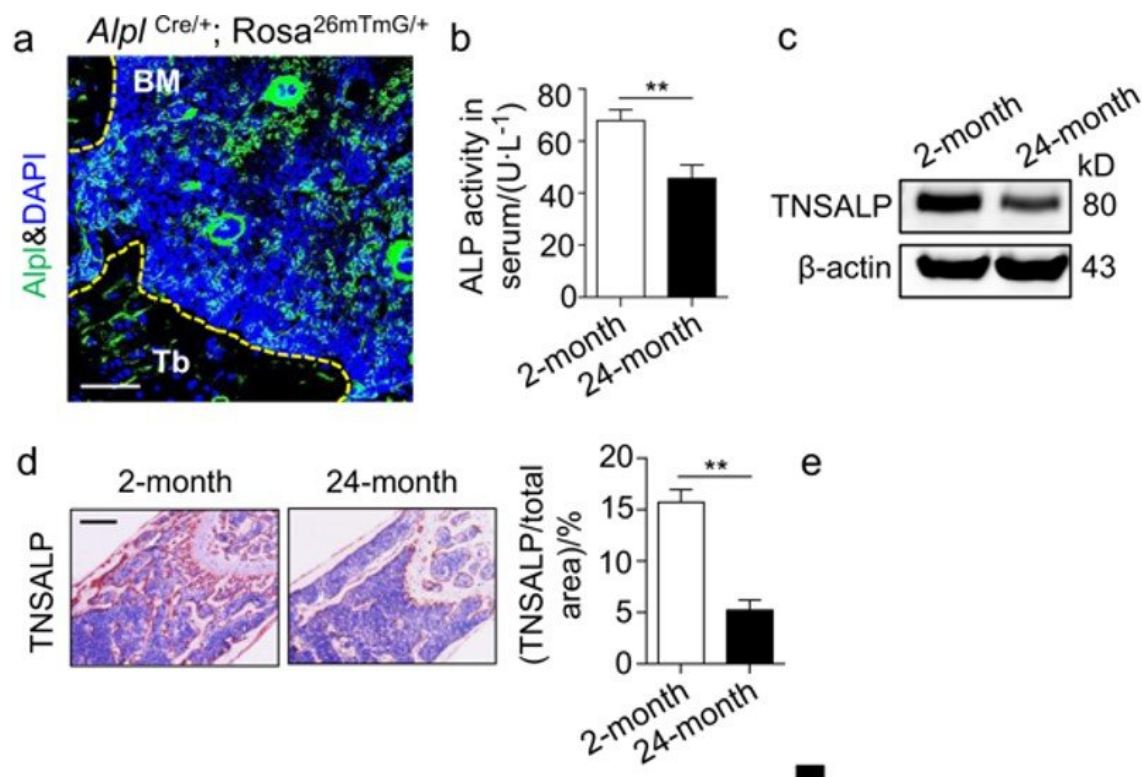 a
Alpl Cre/+; Rosa26mTmG/+
BM
Tb
Alpl&DAPI
b
ALP activity in
serum/(U·L-1)
80
60
40
20
0
**
2-month
24-month
c
2-month
24-month
kD
TNSALP
80
β-actin
43
d
2-month
24-month
TNSALP
(TNSALP/total
area)/%
20
15
10
5
0
**
2-month
24-month
e